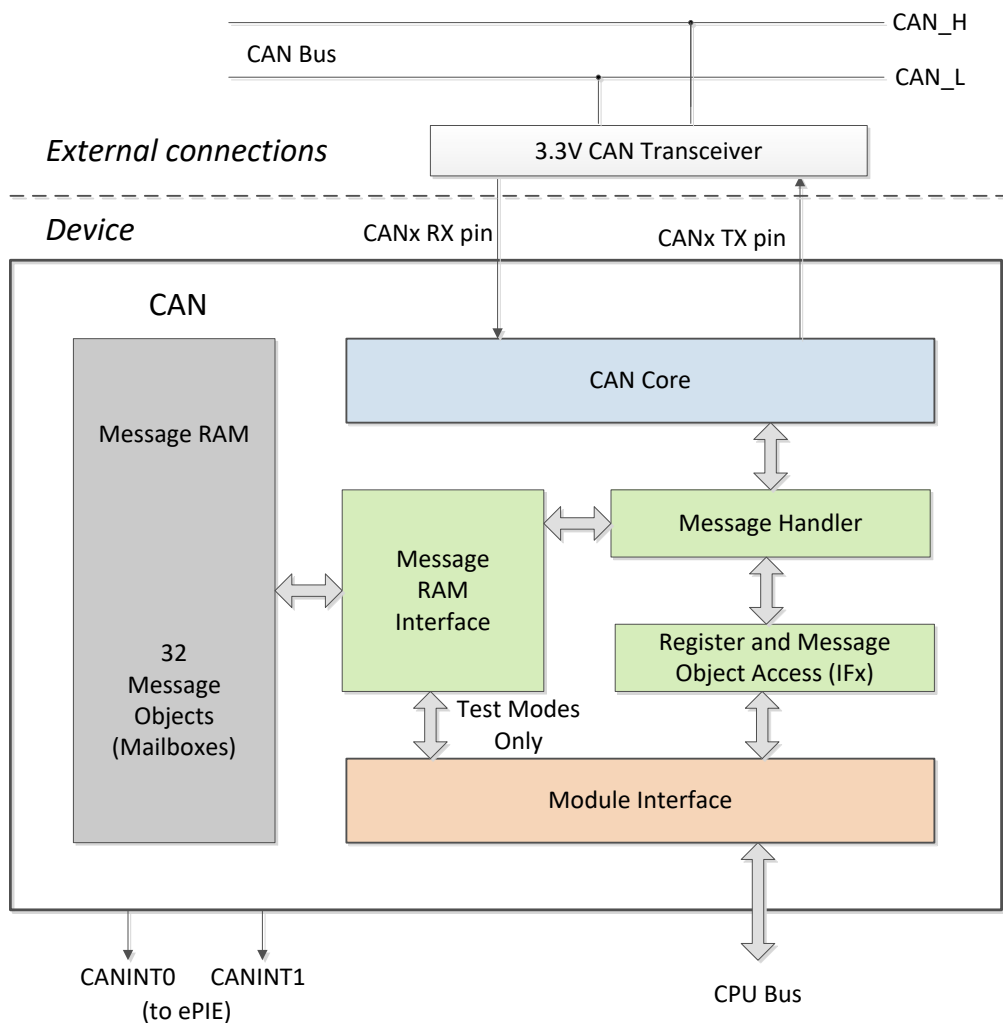 CAN_H
CAN Bus
CAN_L
External connections
3.3V CAN Transceiver
Device
CANx RX pin
CANx TX pin
CAN
CAN Core
Message RAM
Message Handler
Message
RAM
Interface
32
Message
Objects
(Mailboxes)
Register and Message
Object Access (IFx)
Test Modes
Only
Module Interface
CANINT0
CANINT1
(to ePIE)
CPU Bus